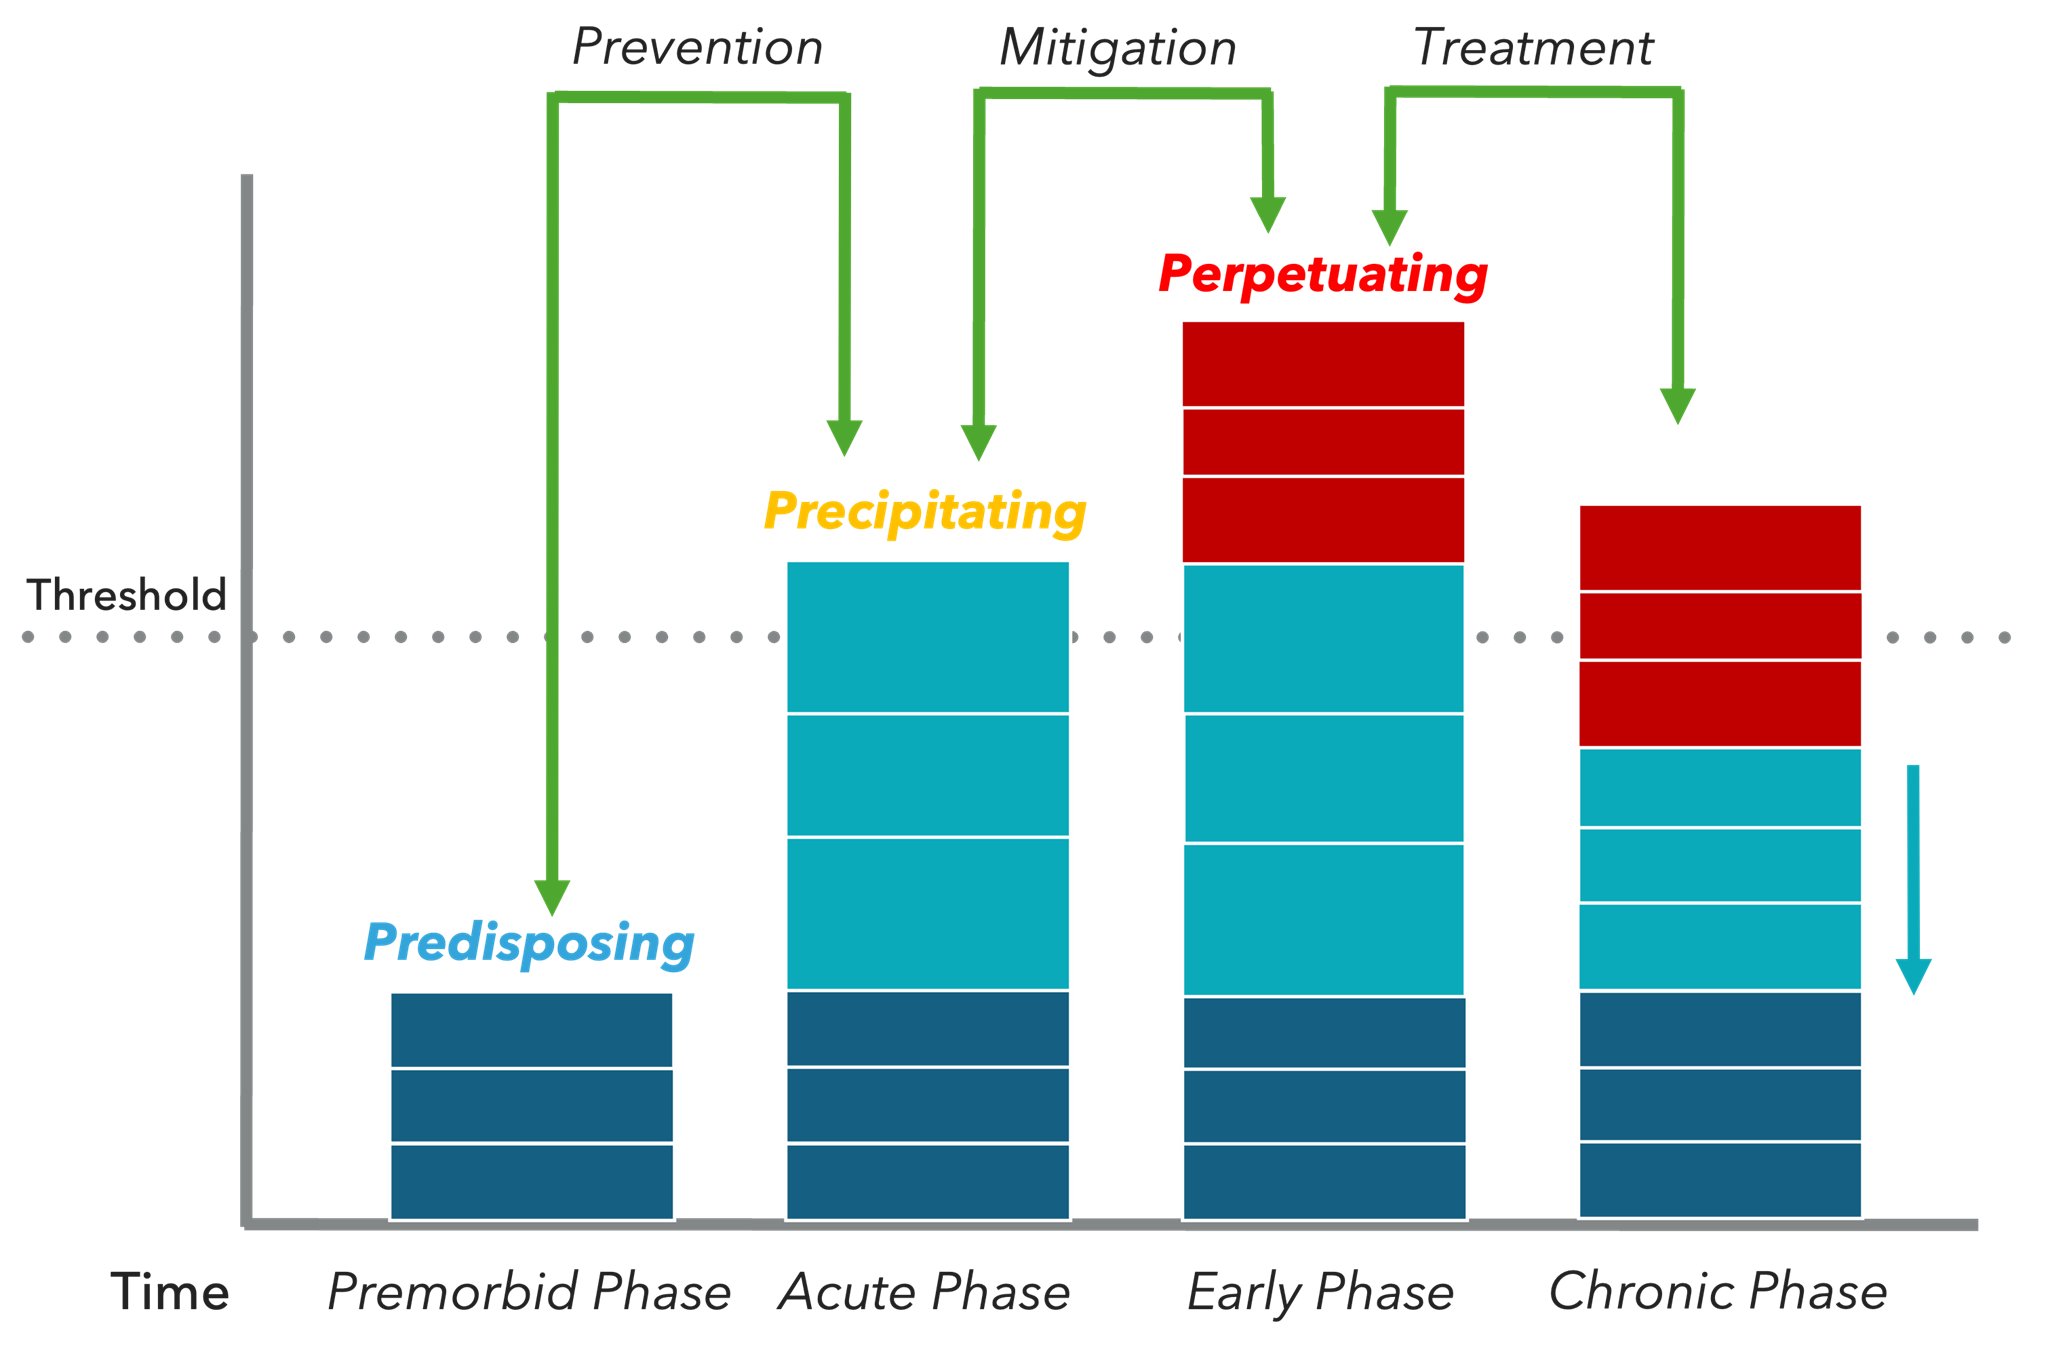 Prevention
Mitigation
Treatment
Perpetuating
Precipitating
Threshold
Predisposing
Time
Premorbid Phase
Acute Phase
Early Phase
Chronic Phase